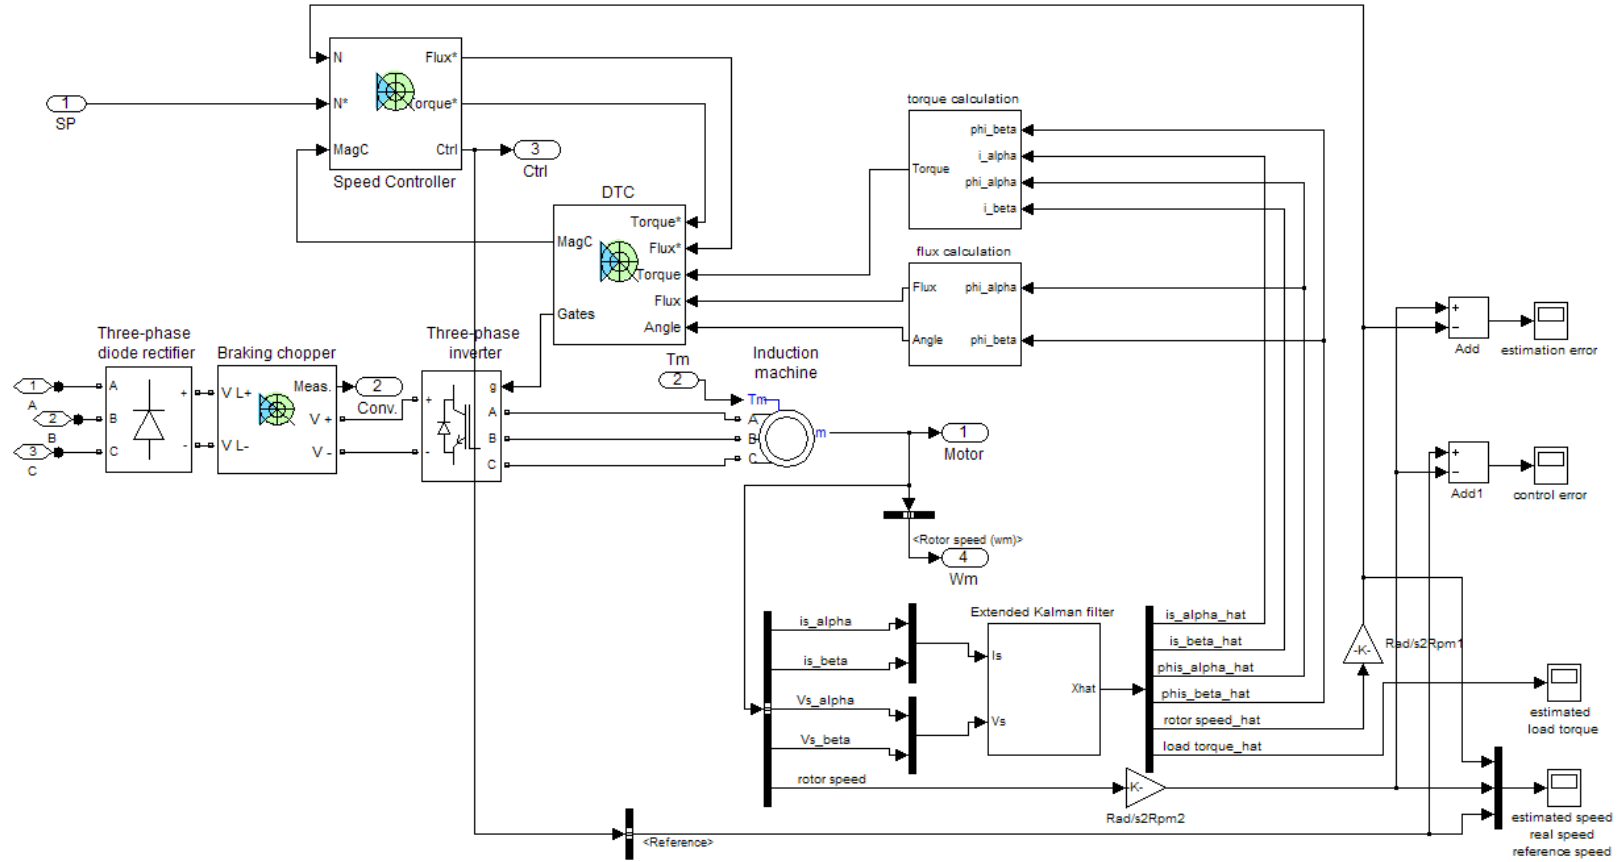 N
Flux*
1
N*
Torque*
SP
MagC
Ctrl
3
Ctrl
Speed Controller
torque calculation
phi_beta
i_alpha
Torque
phi_alpha
i_beta
DTC
Torque*
MagC
Flux*
Torque
Flux
Gates
Angle
flux calculation
Flux
phi_alpha
Angle
phi_beta
Three-phase
diode rectifier
Braking chopper
Three-phase
inverter
Tm
2
Induction
machine
1
A
2
B
3
C
A
B
C
+
-
V L+
V L-
Meas.
V +
V -
2
Conv.
+
-
g
A
B
C
Tm
A
B
C
m
1
Motor
<Rotor speed (wm)>
4
Wm
+
−
Add
estimation error
+
−
Add1
control error
is_alpha
is_beta
Vs_alpha
Vs_beta
rotor speed
Extended Kalman filter
Is
Vs
Xhat
is_alpha_hat
is_beta_hat
phis_alpha_hat
phis_beta_hat
rotor speed_hat
load torque_hat
-K-
Rad/s2Rpm1
-K-
Rad/s2Rpm2
estimated
load torque
estimated speed
real speed
reference speed
<Reference>